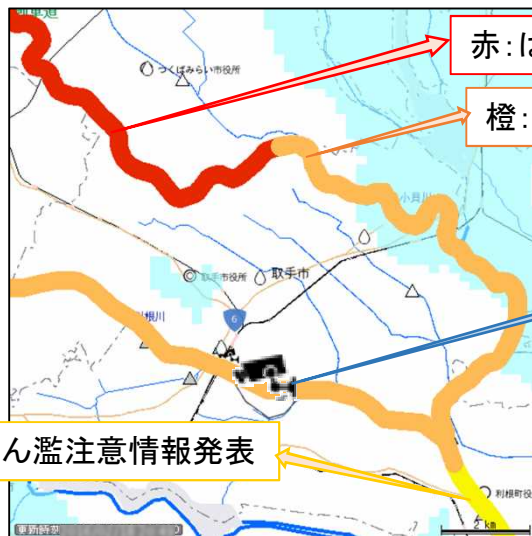 赤:は
つくばみらい市役所
橙:
小貝川
取手市役所
取手市
6
利根川
ん濫注意情報発表
利根町役
更新時刻
2 km